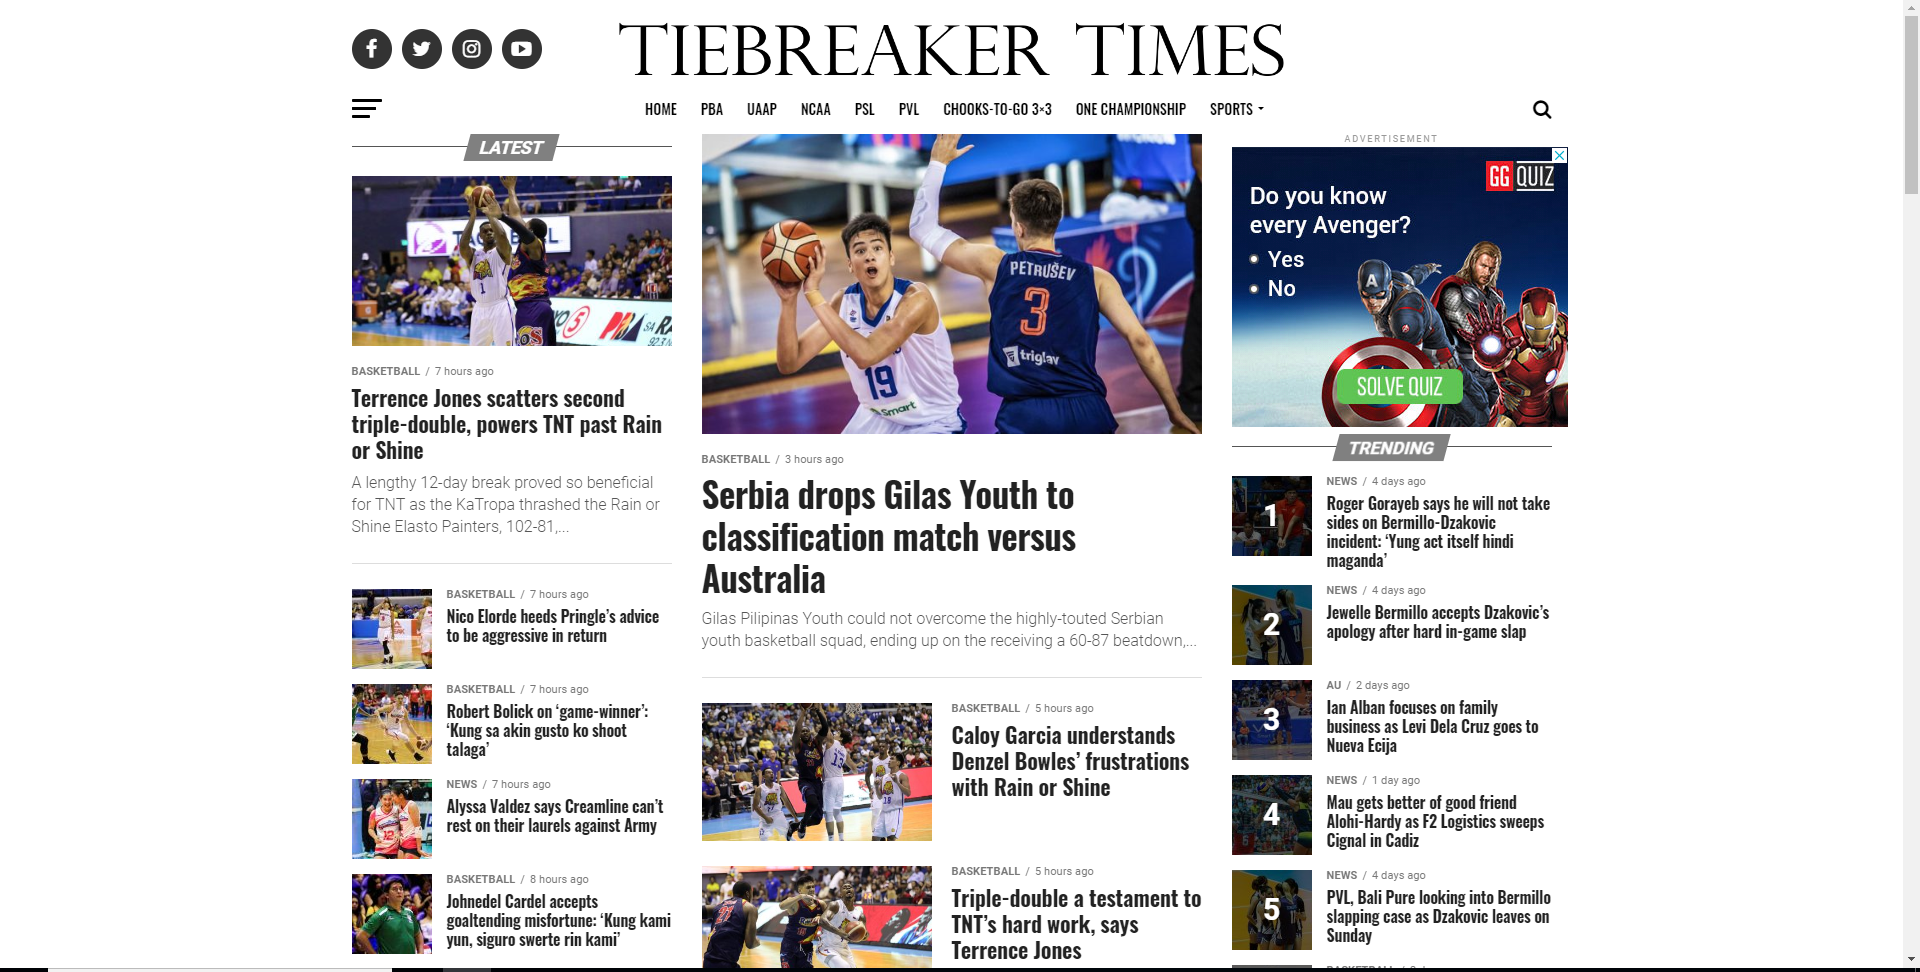 TIEBREAKER TIMES
HOME PBA UAAP NCAA PSL PVL CHOOKS-TO-GO 3×3 ONE CHAMPIONSHIP SPORTS
LATEST
BASKETBALL / 7 hours ago
Terrence Jones scatters second
triple-double, powers TNT past Rain
or Shine
A lengthy 12-day break proved so beneficial
for TNT as the KaTropa thrashed the Rain or
Shine Elasto Painters, 102-81,...
BASKETBALL / 7 hours ago
Nico Elorde heeds Pringle’s advice
to be aggressive in return
BASKETBALL / 7 hours ago
Robert Bolick on ‘game-winner’:
‘Kung sa akin gusto ko shoot
talaga’
NEWS / 7 hours ago
Alyssa Valdez says Creamline can’t
rest on their laurels against Army
BASKETBALL / 8 hours ago
Johnedel Cardel accepts
goaltending misfortune: ‘Kung kami
yun, siguro swerte rin kami’
PETRUŠEV
3
triglav
19
Smart
BASKETBALL / 3 hours ago
Serbia drops Gilas Youth to
classification match versus
Australia
Gilas Pilipinas Youth could not overcome the highly-touted Serbian
youth basketball squad, ending up on the receiving a 60-87 beatdown,...
BASKETBALL / 5 hours ago
Caloy Garcia understands
Denzel Bowles’ frustrations
with Rain or Shine
BASKETBALL / 5 hours ago
Triple-double a testament to
TNT’s hard work, says
Terrence Jones
ADVERTISEMENT
GG QUIZ
Do you know
every Avenger?
Yes
No
SOLVE QUIZ
TRENDING
1
NEWS / 4 days ago
Roger Gorayeb says he will not take
sides on Bermillo-Dzakovic
incident: ‘Yung act itself hindi
maganda’
2
NEWS / 4 days ago
Jewelle Bermillo accepts Dzakovic’s
apology after hard in-game slap
3
AU / 2 days ago
Ian Alban focuses on family
business as Levi Dela Cruz goes to
Nueva Ecija
4
NEWS / 1 day ago
Mau gets better of good friend
Alohi-Hardy as F2 Logistics sweeps
Cignal in Cadiz
5
NEWS / 4 days ago
PVL, Bali Pure looking into Bermillo
slapping case as Dzakovic leaves on
Sunday